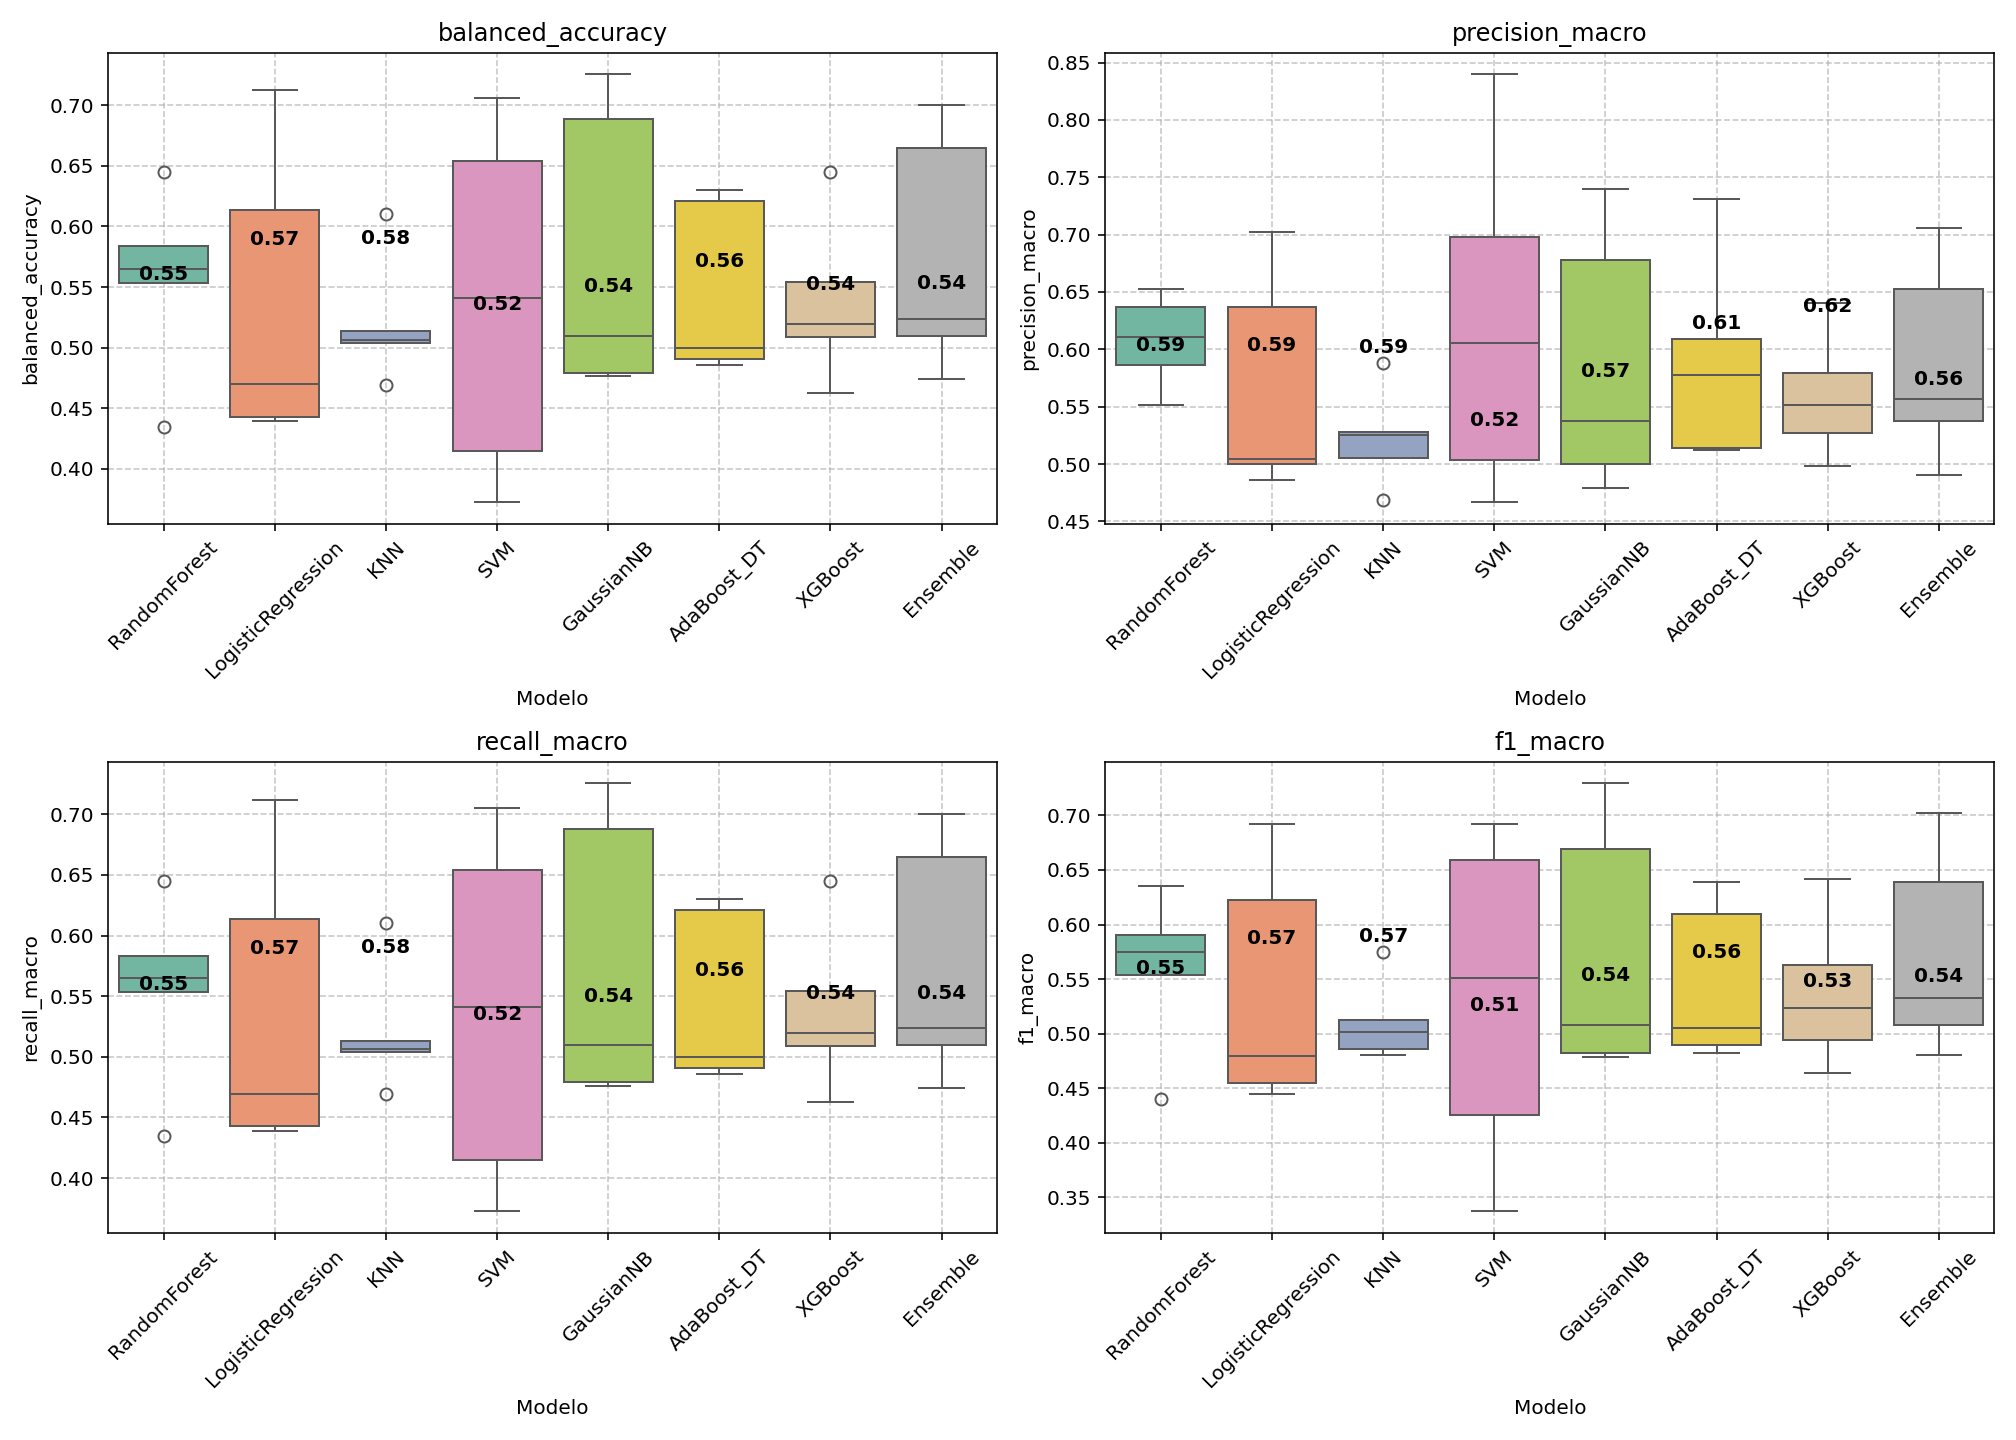 balanced_accuracy
balanced_accuracy
0.70
0.65
0.60
0.55
0.50
0.45
0.40
0.55
0.57
0.58
0.52
0.54
0.56
0.54
0.54
RandomForest
LogisticRegression
KNN
SVM
GaussianNB
AdaBoost_DT
XGBoost
Ensemble
Modelo
precision_macro
precision_macro
0.85
0.80
0.75
0.70
0.65
0.60
0.55
0.50
0.45
0.59
0.59
0.59
0.52
0.57
0.61
0.62
0.56
RandomForest
LogisticRegression
KNN
SVM
GaussianNB
AdaBoost_DT
XGBoost
Ensemble
Modelo
recall_macro
recall_macro
0.70
0.65
0.60
0.55
0.50
0.45
0.40
0.55
0.57
0.58
0.52
0.54
0.56
0.54
0.54
RandomForest
LogisticRegression
KNN
SVM
GaussianNB
AdaBoost_DT
XGBoost
Ensemble
Modelo
f1_macro
f1_macro
0.70
0.65
0.60
0.55
0.50
0.45
0.40
0.35
0.55
0.57
0.57
0.51
0.54
0.56
0.53
0.54
RandomForest
LogisticRegression
KNN
SVM
GaussianNB
AdaBoost_DT
XGBoost
Ensemble
Modelo